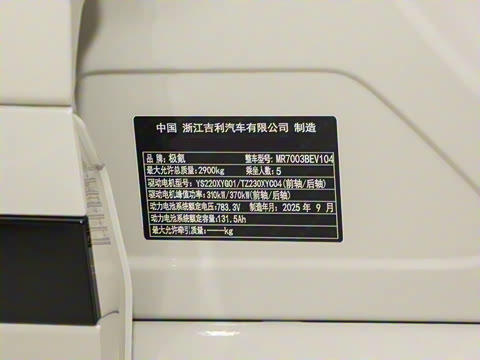 中国 浙江吉利汽车有限公司 制造
品牌:极氪 整车型号:MR7003BEV104
最大允许总质量:2900kg 乘坐人数:5
驱动电机型号:YS220XYG01/TZ230XYC04(前轴/后轴)
驱动电机峰值功率:310kW/370kW(前轴/后轴)
动力电池系统额定电压:783.3V 制造年月:2025 年 9 月
动力电池系统额定容量:131.5Ah
最大允许牵引质量:——kg